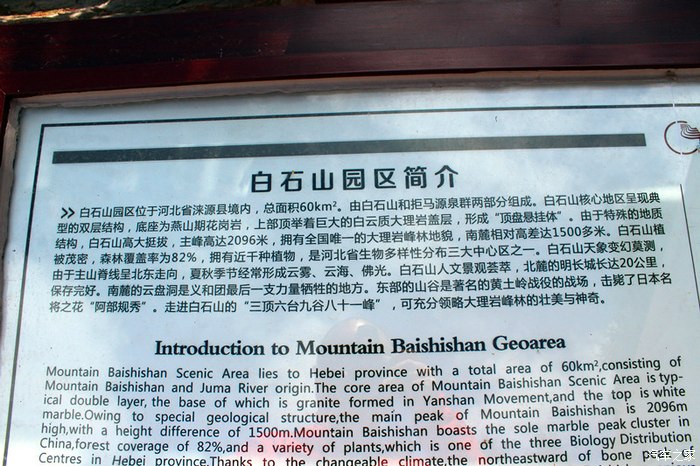 白石山园区简介
》白石山园区位于河北省涞源县境内，总面积60km²。由白石山和拒马源泉群两部分组成。白石山核心地区呈现典
型的双层结构，底座为燕山期花岗岩，上部顶举着巨大的白云质大理岩盖层，形成“顶盘悬挂体”。由于特殊的地质
结构，白石山高大挺拔，主峰高达2096米，拥有全国唯一的大理岩峰林地貌，南麓相对高差达1500多米。白石山植
被茂密，森林覆盖率为82%，拥有近千种植物，是河北省生物多样性分布三大中心区之一。白石山天象变幻莫测，
由于主山脊线呈北东走向，夏秋季节经常形成云雾、云海、佛光。白石山人文景观荟萃，北麓的明长城长达20公里，
保存完好。南麓的云盘洞是义和团最后一支力量牺牲的地方。东部的山谷是著名的黄土岭战役的战场，击毙了日本名
将之花“阿部规秀”。走进白石山的“三顶六台九谷八十一峰”，可充分领略大理岩峰林的壮美与神奇。
Introduction to Mountain Baishishan Geoarea
Mountain Baishishan Scenic Area lies to Hebei province with a total area of 60km²,consisting of
Mountain Baishishan and Juma River origin.The core area of Mountain Baishishan Scenic Area is typ-
ical double layer, the base of which is granite formed in Yanshan Movement,and the top is white
marble.Owing to special geological structure,the main peak of Mountain Baishishan is 2096m
high,with a height difference of 1500m.Mountain Baishishan boasts the sole marble peak cluster in
China,forest coverage of 82%,and a variety of plants,which is one of the three Biology Distribution
Centres in Hebei province.Thanks to the changeable climate,the northeastward of bone